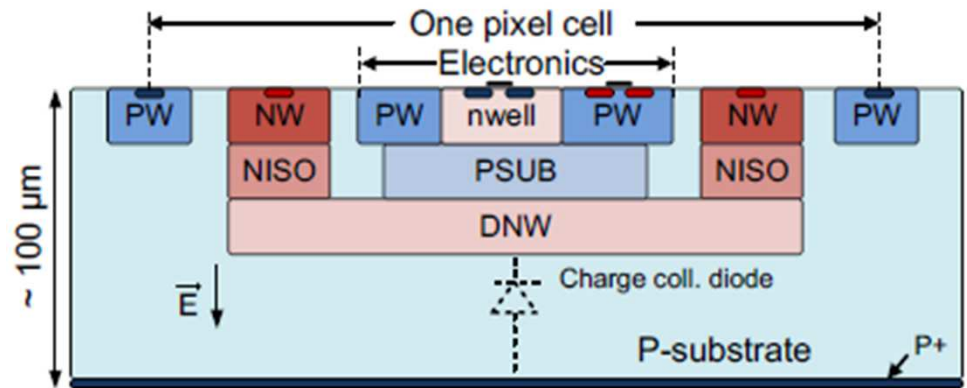 One pixel cell
Electronics
PW NW PW nwell PW NW PW
NISO PSUB NISO
DNW
~ 100 µm
E
Charge coll. diode
P-substrate
P+